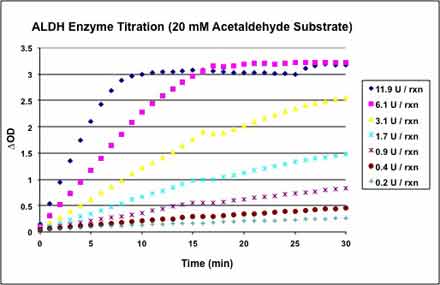 ALDH Enzyme Titration (20 mM Acetaldehyde Substrate)
3.5
3
2.5
2
1.5
1
0.5
0
Δ OD
0
5
10
15
20
25
30
Time (min)
11.9 U / rxn
6.1 U / rxn
3.1 U / rxn
1.7 U / rxn
0.9 U / rxn
0.4 U / rxn
0.2 U / rxn